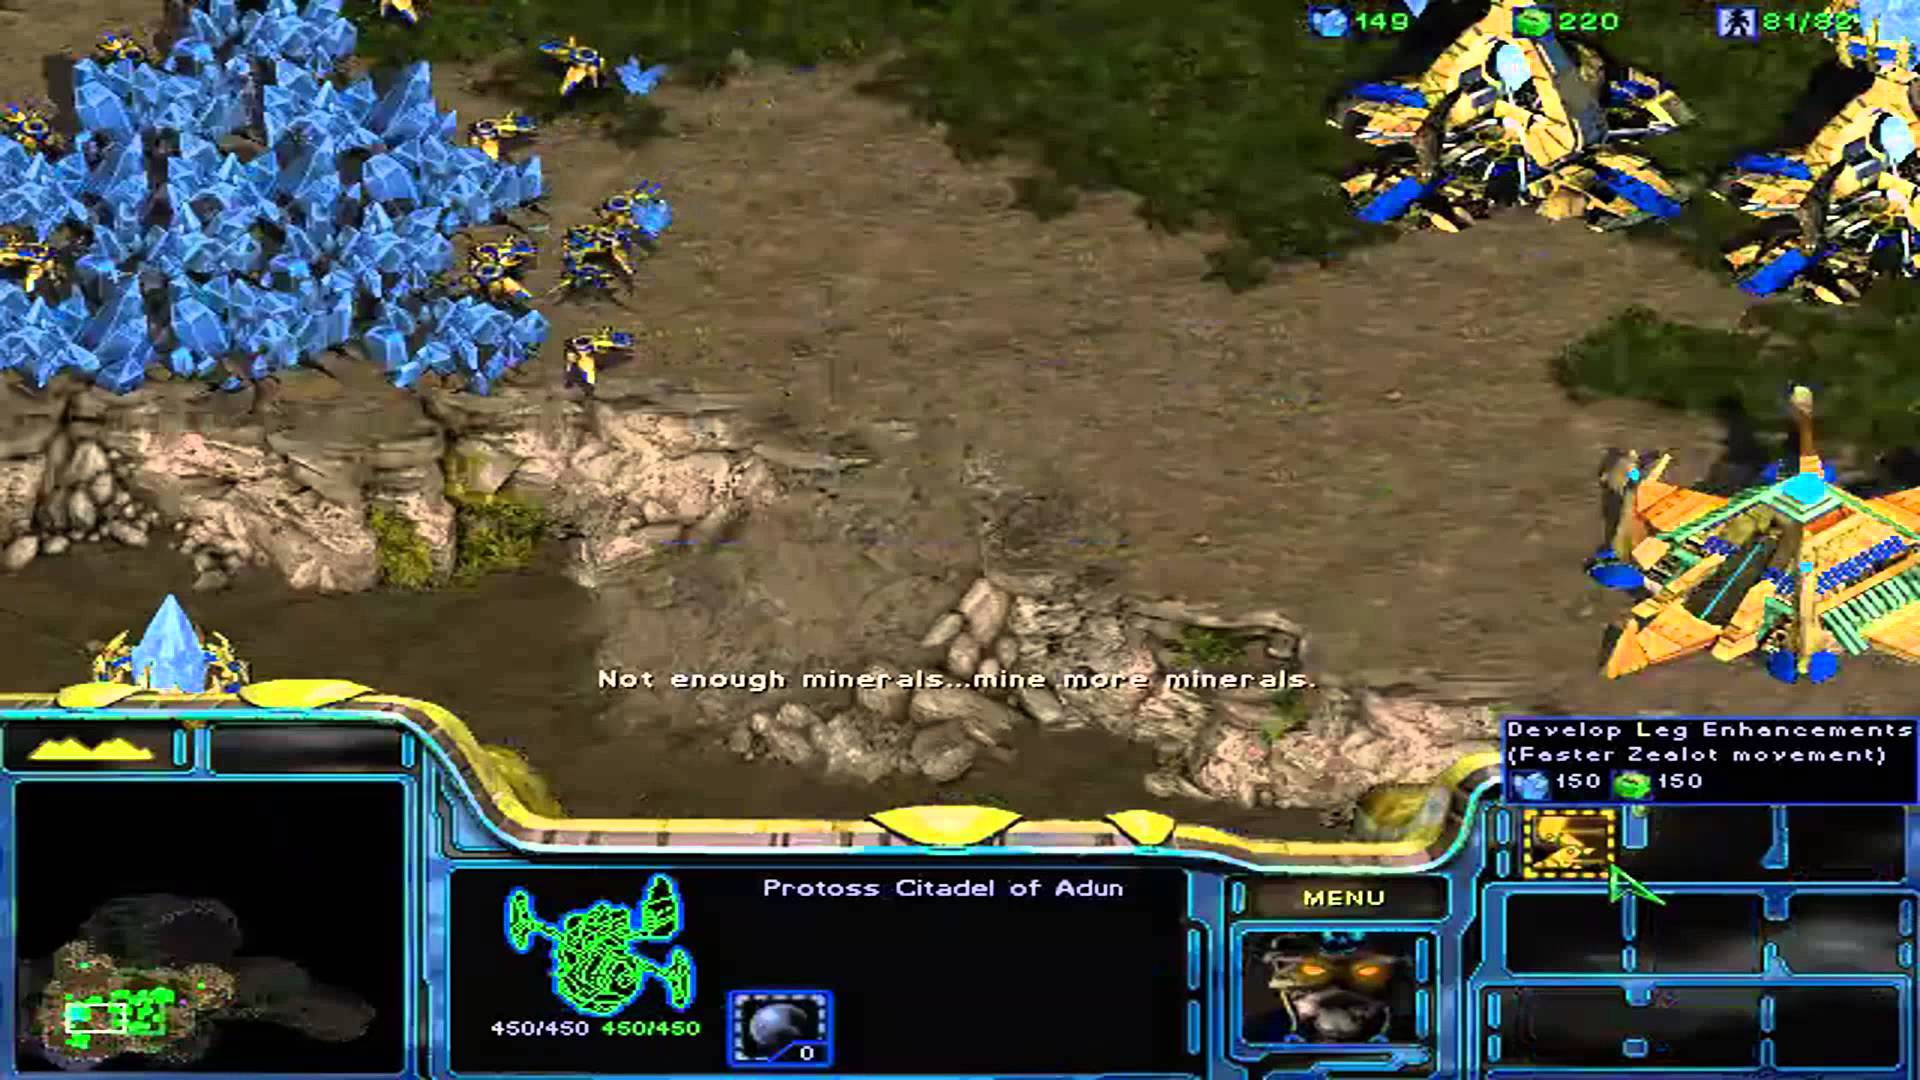 149 220 81/82
Not enough minerals...mine more minerals.
Develop Leg Enhancements
(Faster Zealot movement)
150 150
Protoss Citadel of Adun
MENU
450/450 450/450
0